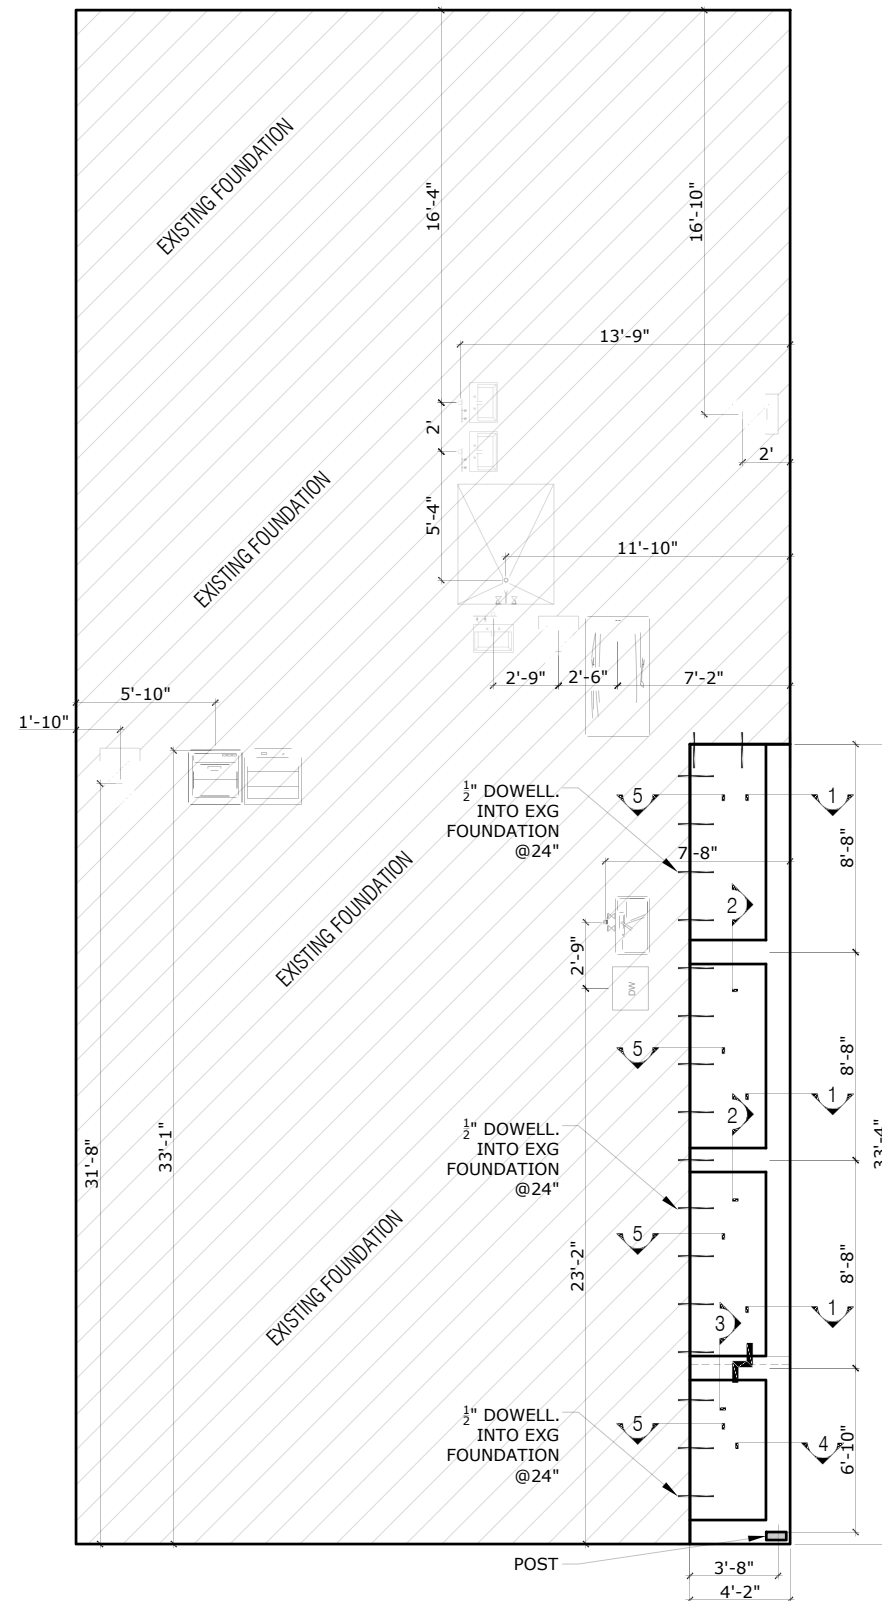 EXISTING FOUNDATION
16'-4"
16'-10"
13'-9"
2'
2'
5'-4"
EXISTING FOUNDATION
11'-10"
2'-9"
2'-6"
7'-2"
5'-10"
1'-10"
½" DOWELL.
INTO EXG
FOUNDATION
@24"
5
1
8'-8"
7'-8"
EXISTING FOUNDATION
2
2'-9"
DW
5
8'-8"
1
2
½" DOWELL.
INTO EXG
FOUNDATION
@24"
33'-4"
31'-8"
33'-1"
5
EXISTING FOUNDATION
23'-2"
8'-8"
1
3
½" DOWELL.
INTO EXG
FOUNDATION
@24"
5
4
6'-10"
POST
3'-8"
4'-2"